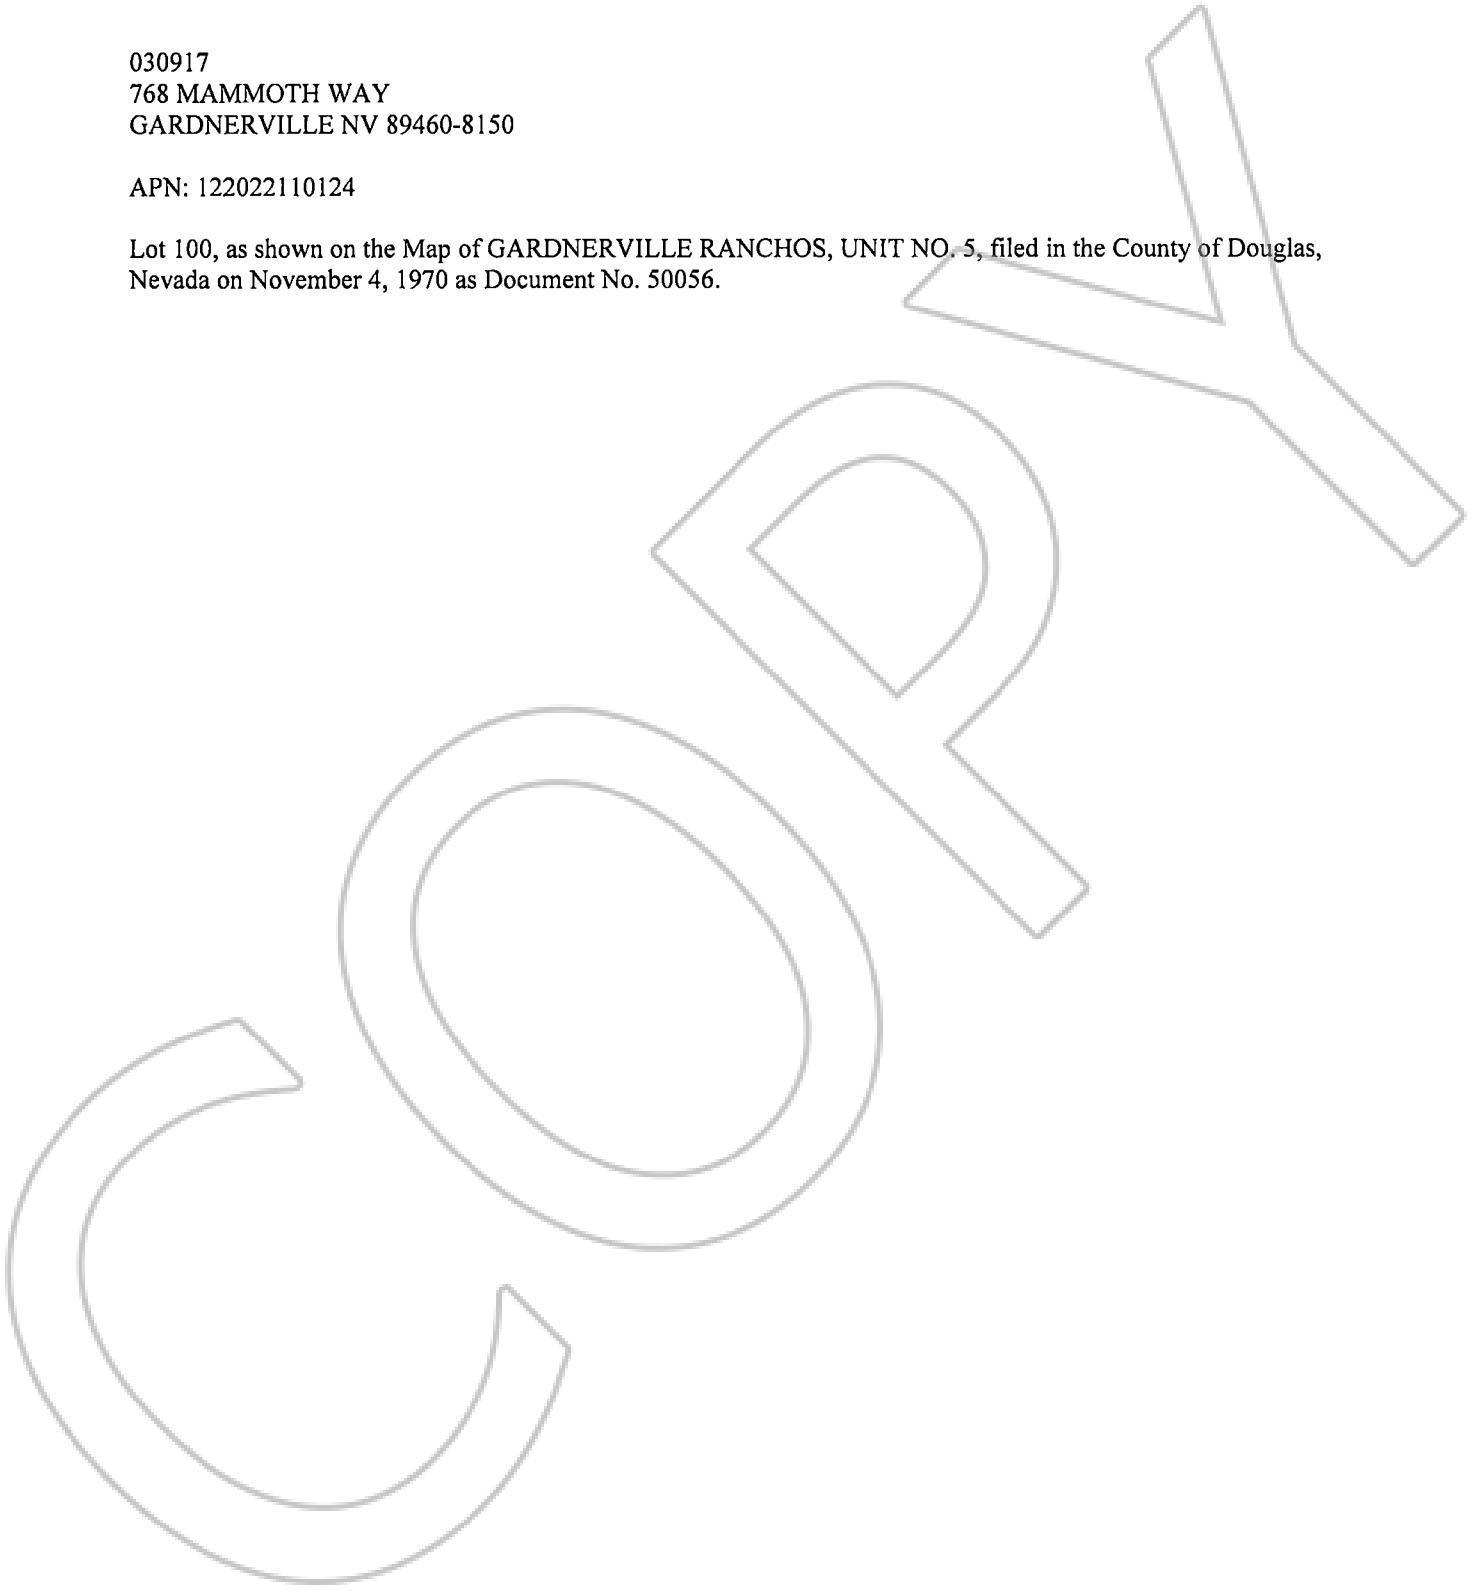 030917
768 MAMMOTH WAY
GARDNERVILLE NV 89460-8150
APN: 122022110124
Lot 100, as shown on the Map of GARDNERVILLE RANCHOS, UNIT NO. 5, filed in the County of Douglas,
Nevada on November 4, 1970 as Document No. 50056.
COPY